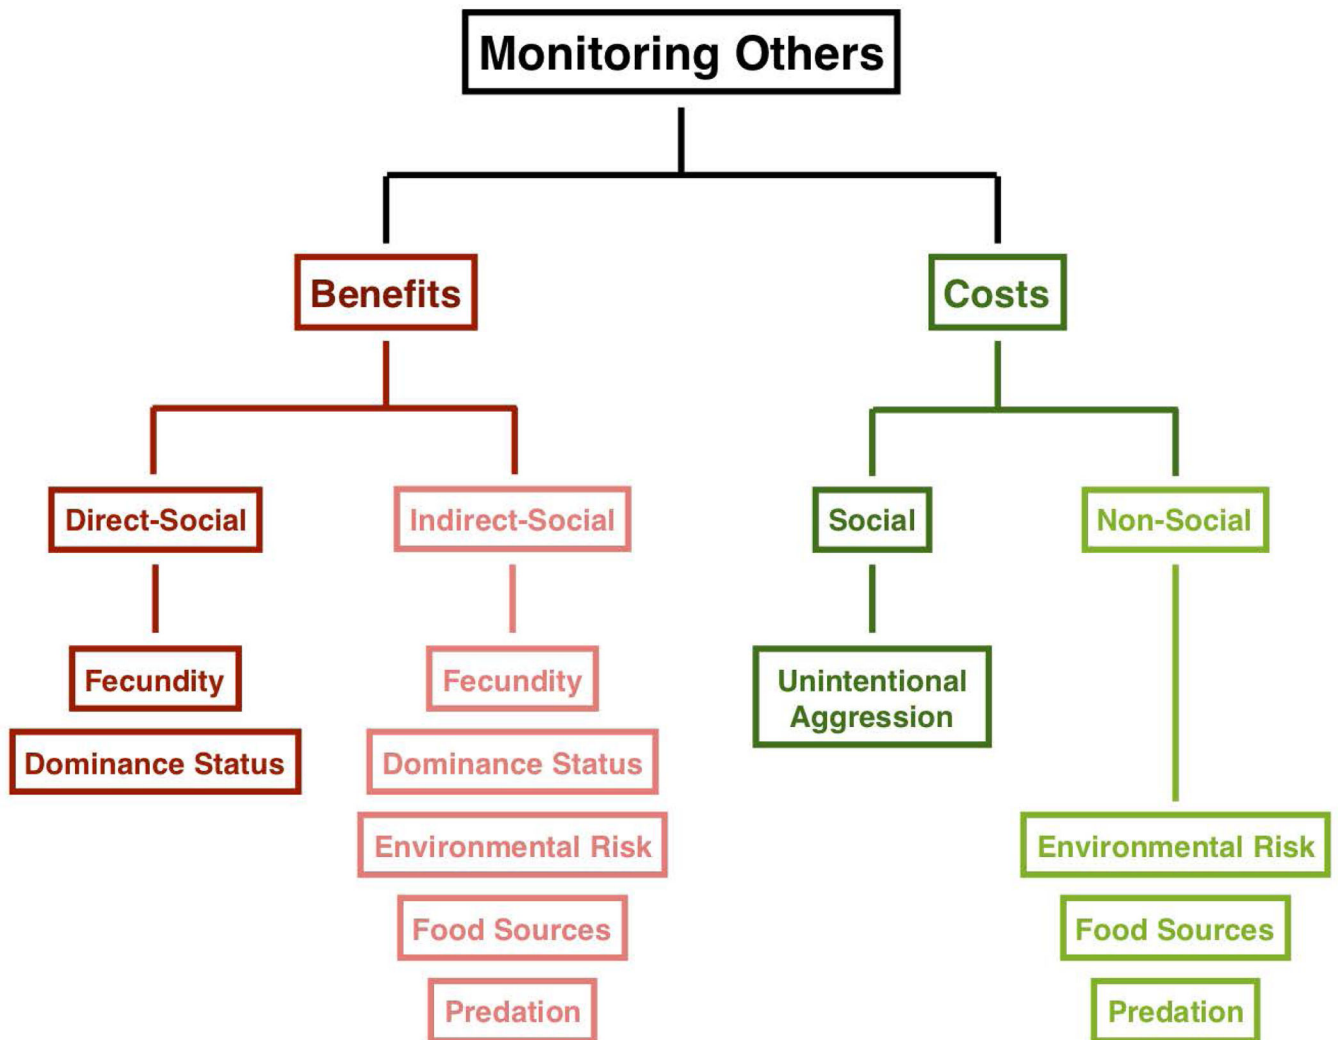 Monitoring Others
Benefits
Costs
Direct-Social
Indirect-Social
Social
Non-Social
Fecundity
Dominance Status
Fecundity
Dominance Status
Environmental Risk
Food Sources
Predation
Unintentional
Aggression
Environmental Risk
Food Sources
Predation